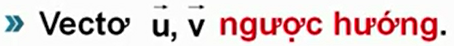 » Vectơ u⃗, v⃗ ngược hướng.